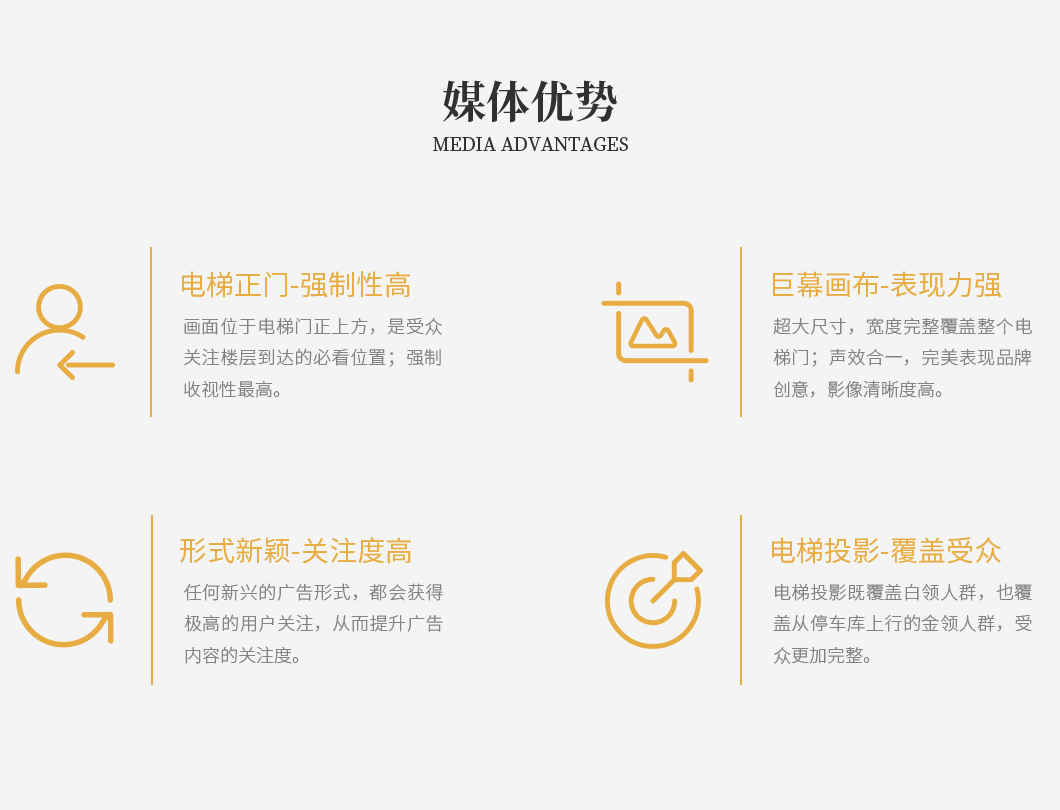 媒体优势
MEDIA ADVANTAGES
电梯正门-强制性高
画面位于电梯门正上方，是受众
关注楼层到达的必看位置；强制
收视性最高。
巨幕画布-表现力强
超大尺寸，宽度完整覆盖整个电
梯门；声效合一，完美表现品牌
创意，影像清晰度高。
形式新颖-关注度高
任何新兴的广告形式，都会获得
极高的用户关注，从而提升广告
内容的关注度。
电梯投影-覆盖受众
电梯投影既覆盖白领人群，也覆
盖从停车库上行的金领人群，受
众更加完整。